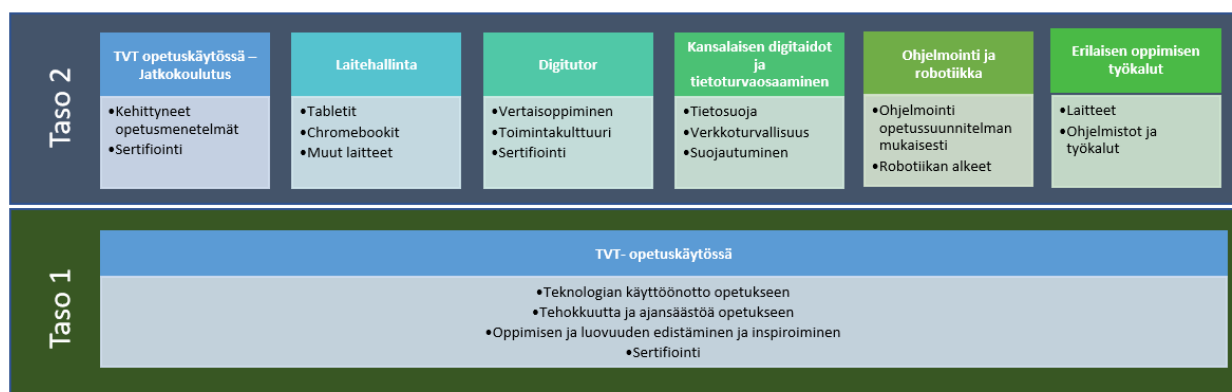 Taso 2
TVT opetuskäytössä –
Jatkokoulutus
•Kehittyneet
opetusmenetelmät
•Sertifiointi
Laitehallinta
•Tabletit
•Chromebookit
•Muut laitteet
Digitutor
•Vertaisoppiminen
•Toimintakulttuuri
•Sertifiointi
Kansalaisen digitaidot
ja
tietoturvaosaaminen
•Tietosuoja
•Verkkoturvallisuus
•Suojautuminen
Ohjelmointi ja
robotiikka
•Ohjelmointi
opetussuunnitelman
mukaisesti
•Robotiikan alkeet
Erilaisen oppimisen
työkalut
•Laitteet
•Ohjelmistot ja
työkalut
Taso 1
TVT- opetuskäytössä
•Teknologian käyttöönotto opetukseen
•Tehokkuutta ja ajansäästöä opetukseen
•Oppimisen ja luovuuden edistäminen ja inspiroiminen
•Sertifiointi